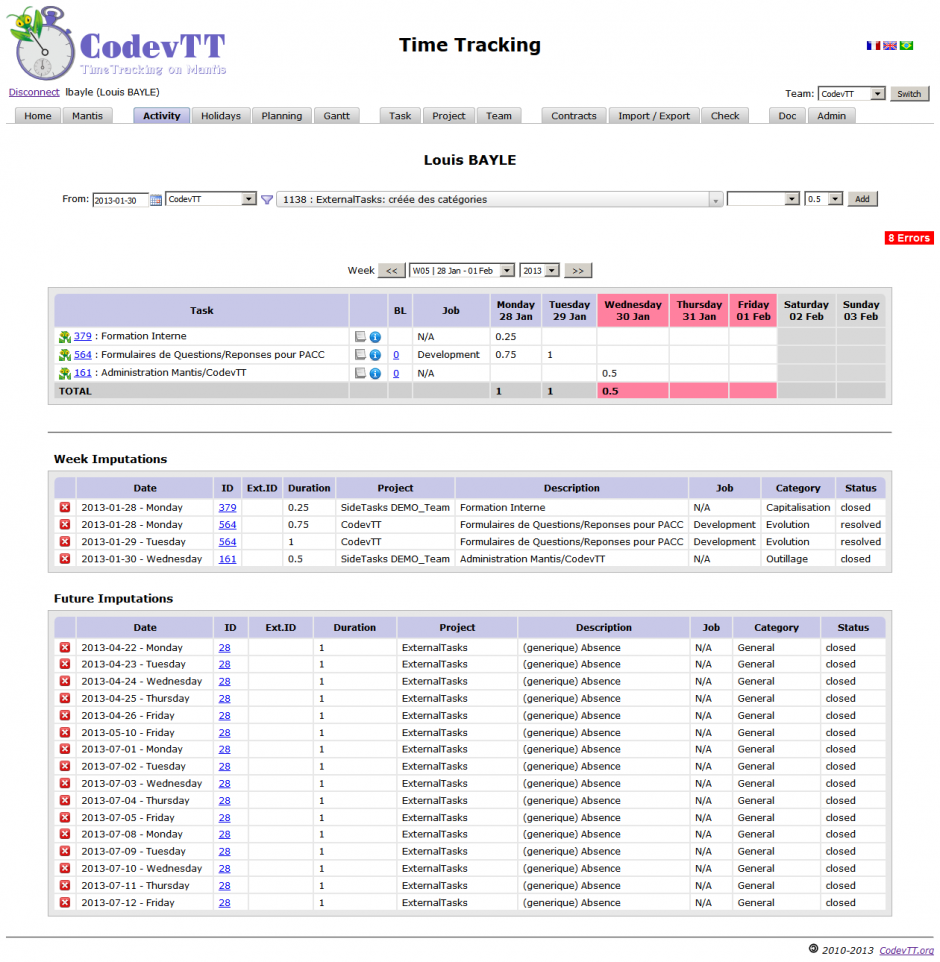 CodevTT
TimeTracking on Mantis
Time Tracking
Disconnect lbayle (Louis BAYLE)
Team: CodevTT Switch
Home Mantis Activity Holidays Planning Gantt Task Project Team Contracts Import / Export Check Doc Admin
Louis BAYLE
From: 2013-01-30 CodevTT 1138 : ExternalTasks: créée des catégories 0.5 Add
8 Errors
Week << W05 | 28 Jan - 01 Feb 2013 >>
Task BL Job Monday 28 Jan Tuesday 29 Jan Wednesday 30 Jan Thursday 31 Jan Friday 01 Feb Saturday 02 Feb Sunday 03 Feb
379 : Formation Interne N/A 0.25
564 : Formulaires de Questions/Reponses pour PACC 0 Development 0.75 1
161 : Administration Mantis/CodevTT 0 N/A 0.5
TOTAL 1 1 0.5
Week Imputations
Date ID Ext.ID Duration Project Description Job Category Status
2013-01-28 - Monday 379 0.25 SideTasks DEMO_Team Formation Interne N/A Capitalisation closed
2013-01-28 - Monday 564 0.75 CodevTT Formulaires de Questions/Reponses pour PACC Development Evolution resolved
2013-01-29 - Tuesday 564 1 CodevTT Formulaires de Questions/Reponses pour PACC Development Evolution resolved
2013-01-30 - Wednesday 161 0.5 SideTasks DEMO_Team Administration Mantis/CodevTT N/A Outillage closed
Future Imputations
Date ID Ext.ID Duration Project Description Job Category Status
2013-04-22 - Monday 28 1 ExternalTasks (generique) Absence N/A General closed
2013-04-23 - Tuesday 28 1 ExternalTasks (generique) Absence N/A General closed
2013-04-24 - Wednesday 28 1 ExternalTasks (generique) Absence N/A General closed
2013-04-25 - Thursday 28 1 ExternalTasks (generique) Absence N/A General closed
2013-04-26 - Friday 28 1 ExternalTasks (generique) Absence N/A General closed
2013-05-10 - Friday 28 1 ExternalTasks (generique) Absence N/A General closed
2013-07-01 - Monday 28 1 ExternalTasks (generique) Absence N/A General closed
2013-07-02 - Tuesday 28 1 ExternalTasks (generique) Absence N/A General closed
2013-07-03 - Wednesday 28 1 ExternalTasks (generique) Absence N/A General closed
2013-07-04 - Thursday 28 1 ExternalTasks (generique) Absence N/A General closed
2013-07-05 - Friday 28 1 ExternalTasks (generique) Absence N/A General closed
2013-07-08 - Monday 28 1 ExternalTasks (generique) Absence N/A General closed
2013-07-09 - Tuesday 28 1 ExternalTasks (generique) Absence N/A General closed
2013-07-10 - Wednesday 28 1 ExternalTasks (generique) Absence N/A General closed
2013-07-11 - Thursday 28 1 ExternalTasks (generique) Absence N/A General closed
2013-07-12 - Friday 28 1 ExternalTasks (generique) Absence N/A General closed
2010-2013 CodevTT.org